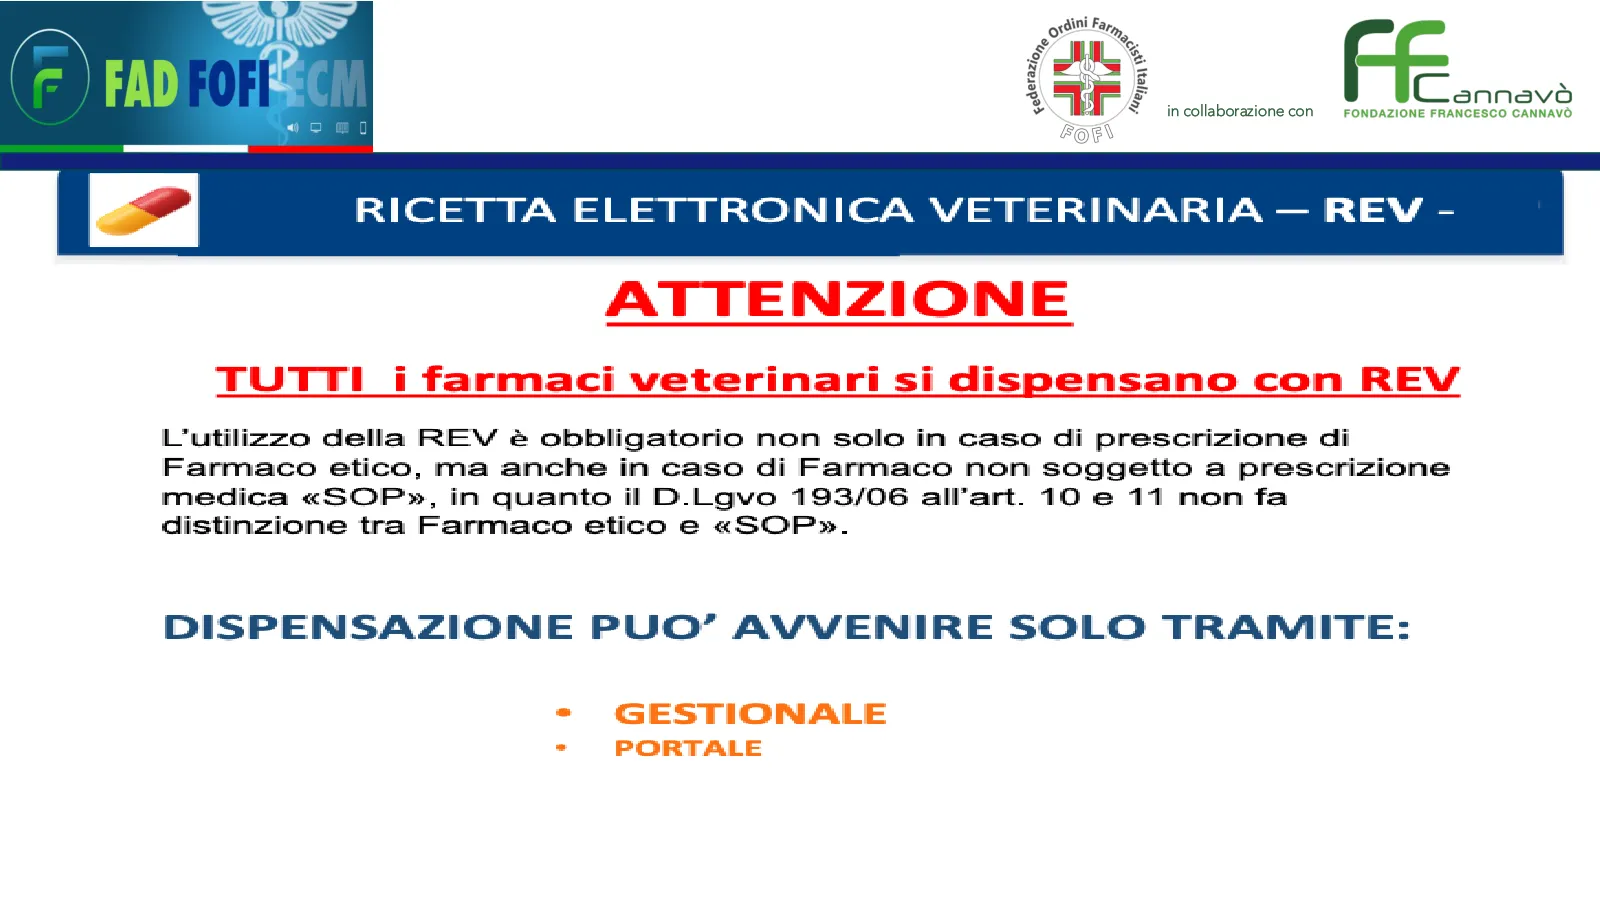 FAD FOFI ECM
Federazione Ordini Farmacisti Italiani
FOFI
in collaborazione con
Cannavò
FONDAZIONE FRANCESCO CANNAVÒ
RICETTA ELETTRONICA VETERINARIA – REV -
ATTENZIONE
TUTTI i farmaci veterinari si dispensano con REV
L’utilizzo della REV è obbligatorio non solo in caso di prescrizione di
Farmaco etico, ma anche in caso di Farmaco non soggetto a prescrizione
medica «SOP», in quanto il D.Lgvo 193/06 all’art. 10 e 11 non fa
distinzione tra Farmaco etico e «SOP».
DISPENSAZIONE PUO’ AVVENIRE SOLO TRAMITE:
• GESTIONALE
• PORTALE